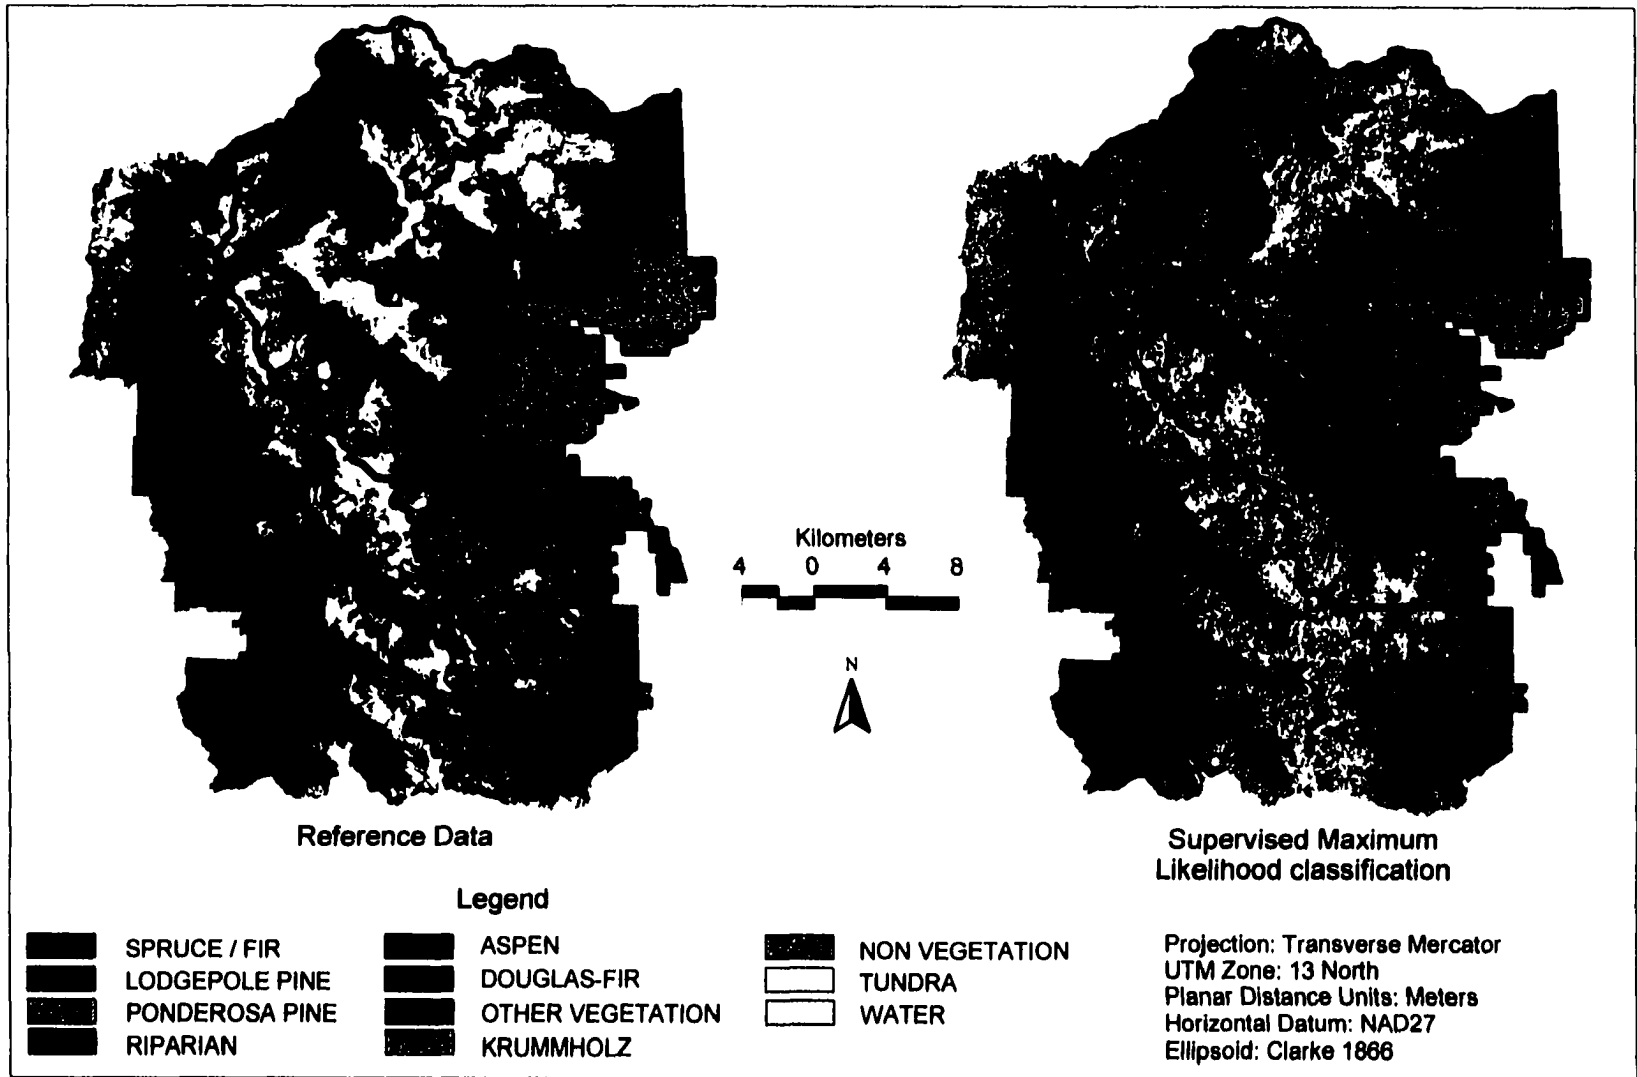 Kilometers
4 0 4 8
N
Reference Data
Supervised Maximum
Likelihood classification
Legend
SPRUCE / FIR
LODGEPOLE PINE
PONDEROSA PINE
RIPARIAN
ASPEN
DOUGLAS-FIR
OTHER VEGETATION
KRUMMHOLZ
NON VEGETATION
TUNDRA
WATER
Projection: Transverse Mercator
UTM Zone: 13 North
Planar Distance Units: Meters
Horizontal Datum: NAD27
Ellipsoid: Clarke 1866